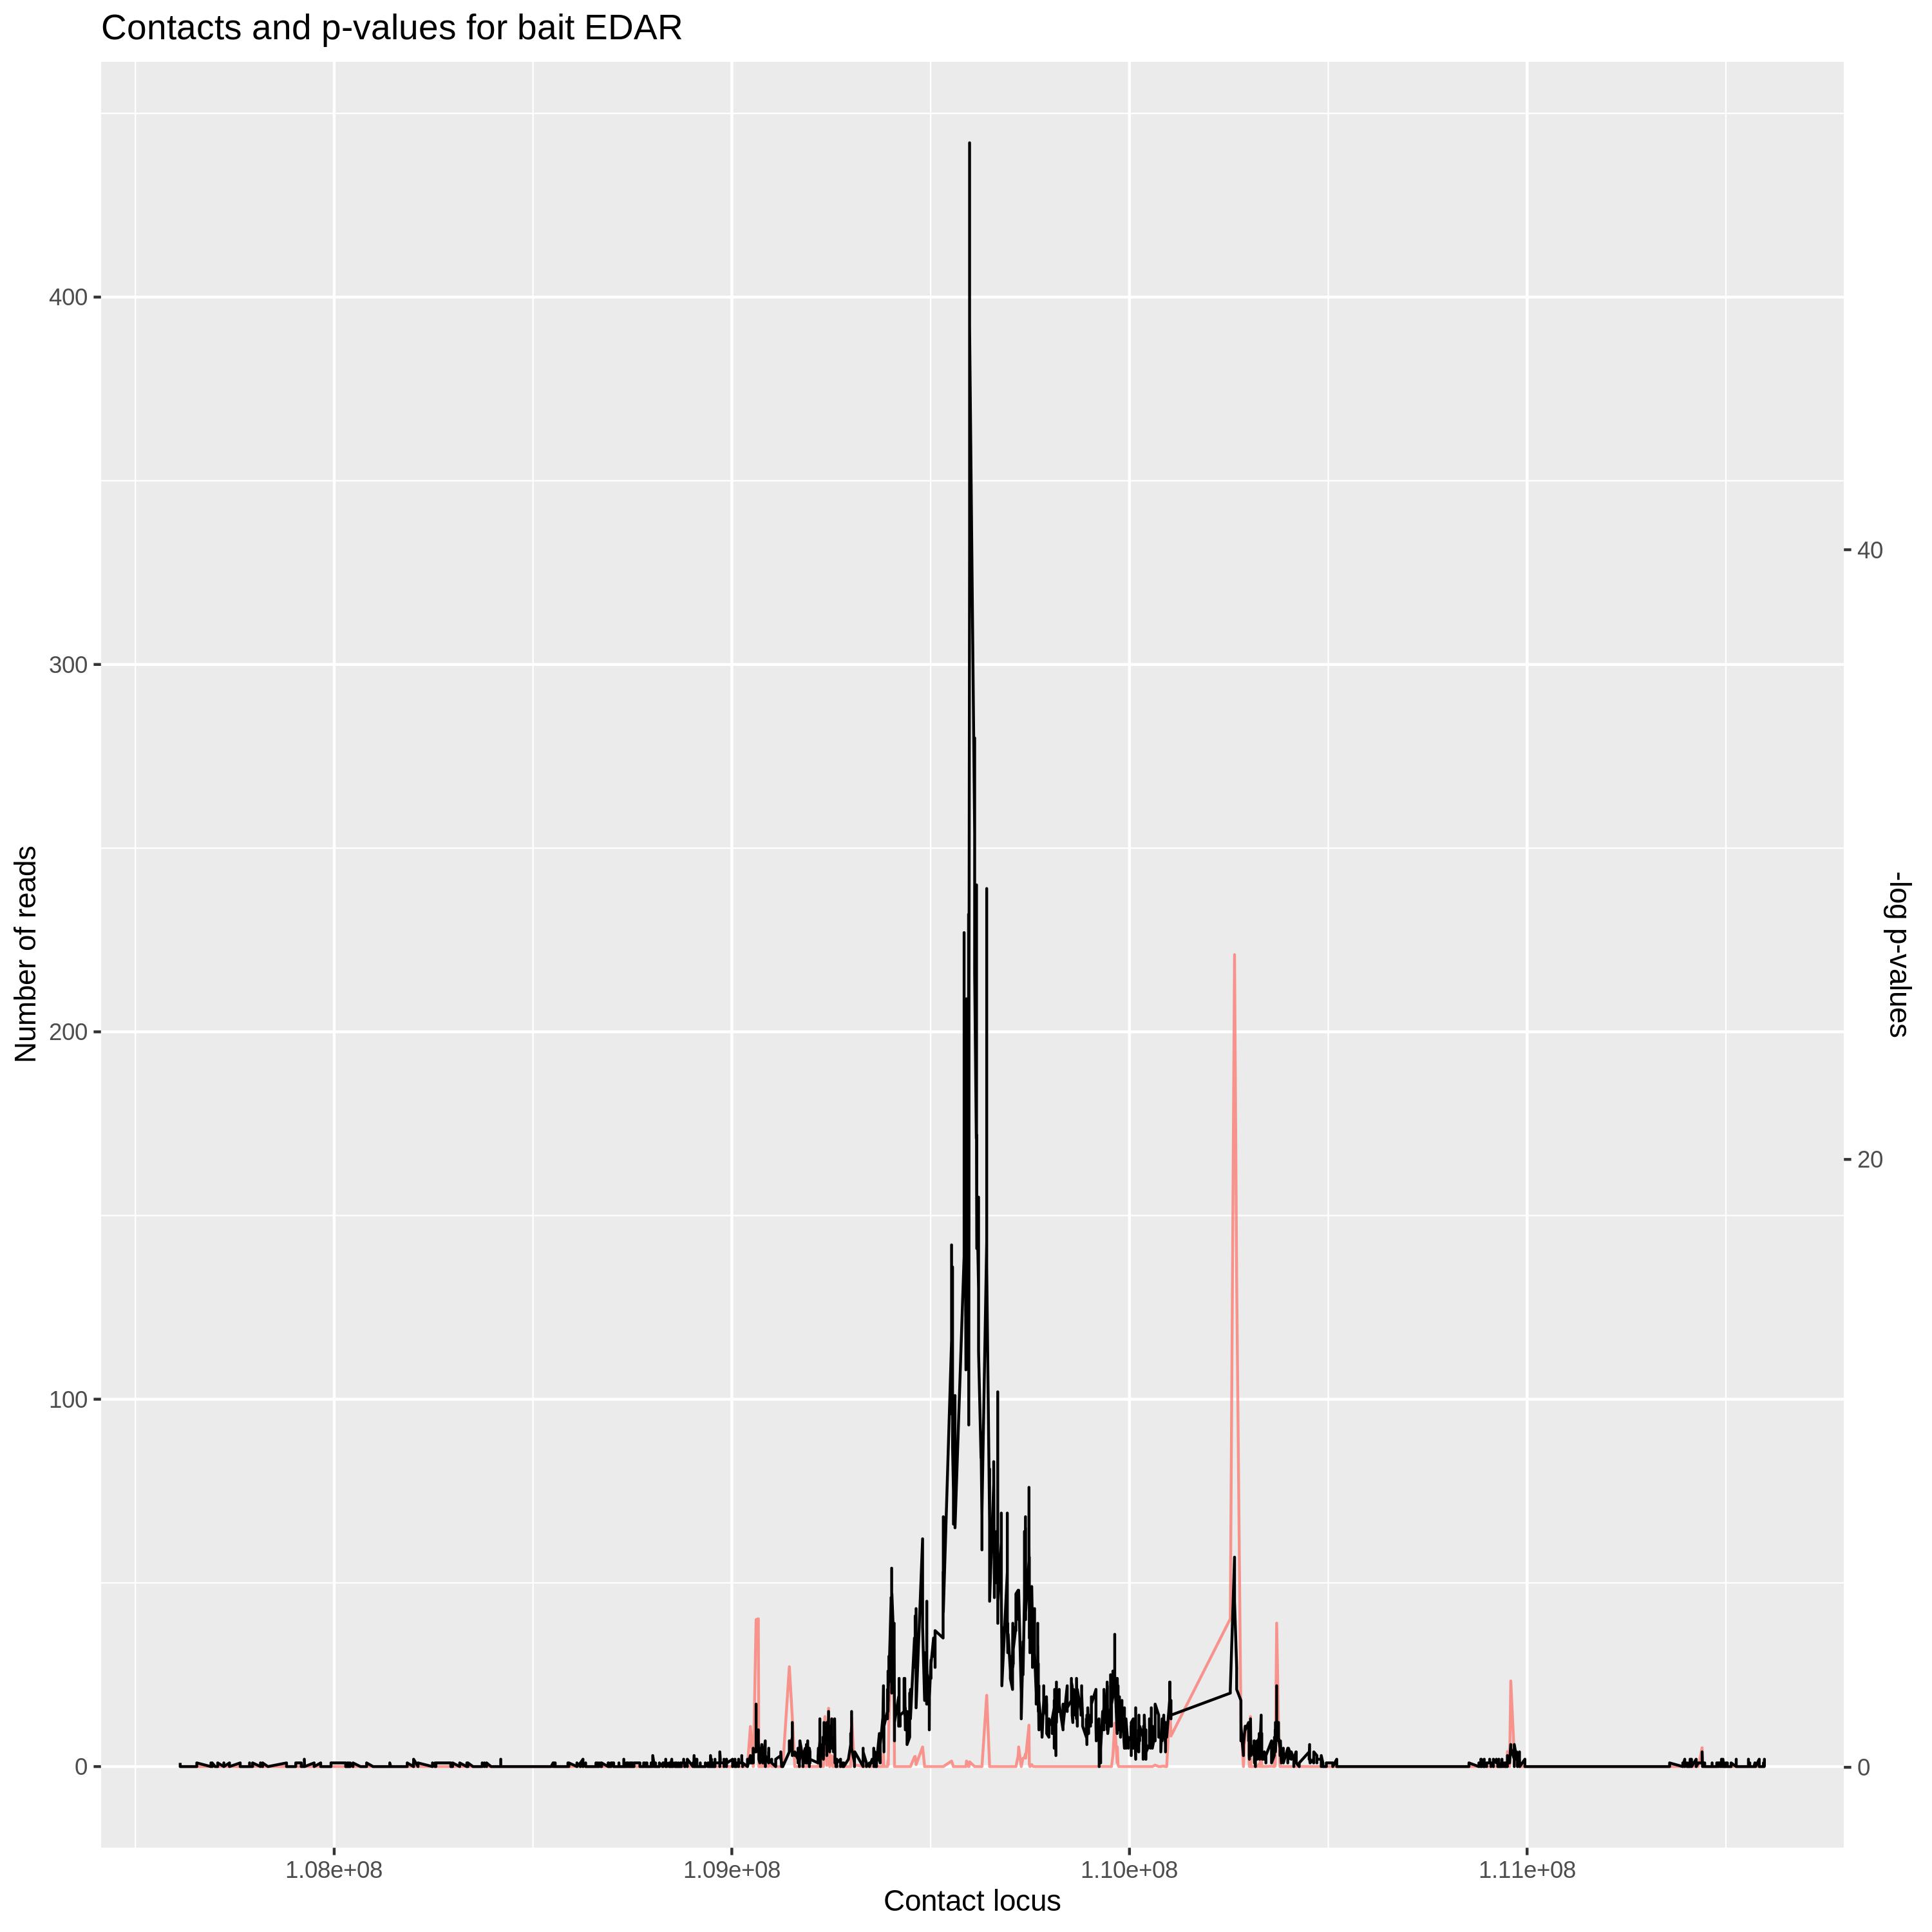 Contacts and p-values for bait EDAR
400
300
200
100
0
Number of reads
40
20
0
-log p-values
1.08e+08
1.09e+08
1.10e+08
1.11e+08
Contact locus